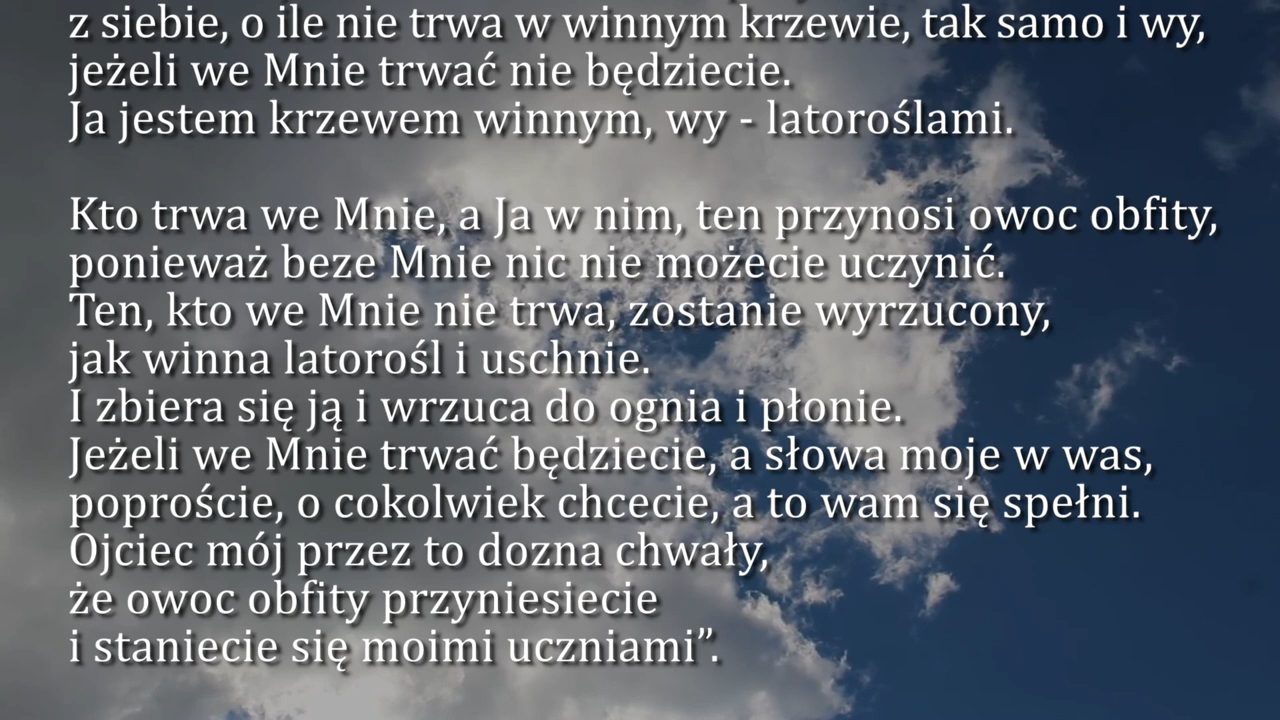 z siebie, o ile nie trwa w winnym krzewie, tak samo i wy,
jeżeli we Mnie trwać nie będziecie.
Ja jestem krzewem winnym, wy - latoroślami.
Kto trwa we Mnie, a Ja w nim, ten przynosi owoc obfity,
ponieważ beze Mnie nic nie możecie uczynić.
Ten, kto we Mnie nie trwa, zostanie wyrzucony,
jak winna latorośl i uschnie.
I zbiera się ją i wrzuca do ognia i płonie.
Jeżeli we Mnie trwać będziecie, a słowa moje w was,
poproście, o cokolwiek chcecie, a to wam się spełni.
Ojciec mój przez to dozna chwały,
że owoc obfity przyniesiecie
i staniecie się moimi uczniami”.